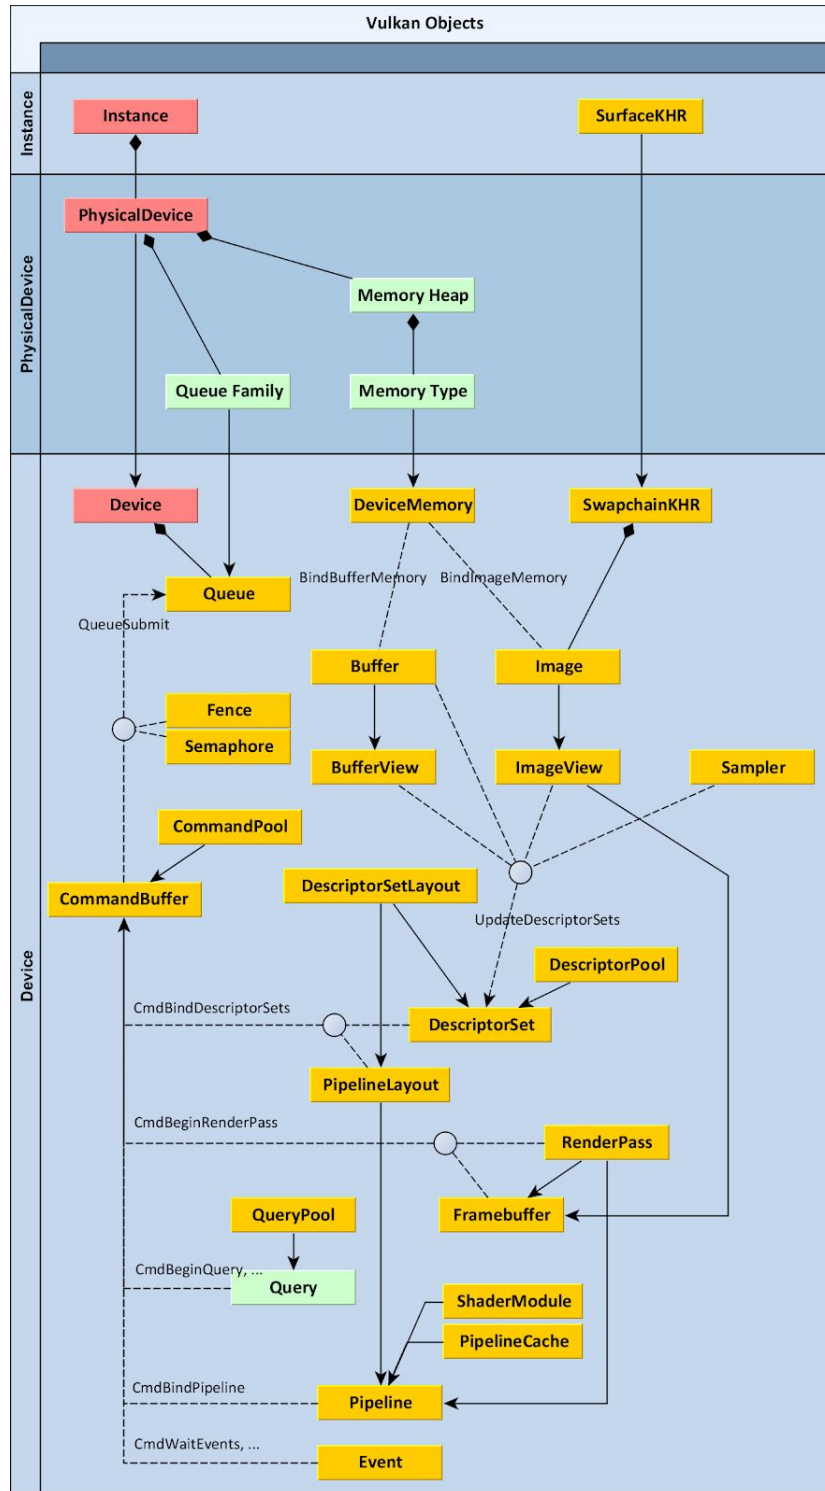 Vulkan Objects
Instance
Instance
SurfaceKHR
PhysicalDevice
PhysicalDevice
Memory Heap
Queue Family
Memory Type
Device
Device
DeviceMemory
SwapchainKHR
BindBufferMemory
BindImageMemory
Queue
QueueSubmit
Buffer
Image
Fence
Semaphore
BufferView
ImageView
Sampler
CommandPool
CommandBuffer
DescriptorSetLayout
UpdateDescriptorSets
DescriptorPool
CmdBindDescriptorSets
DescriptorSet
PipelineLayout
CmdBeginRenderPass
RenderPass
QueryPool
Framebuffer
CmdBeginQuery, ...
Query
ShaderModule
PipelineCache
CmdBindPipeline
Pipeline
CmdWaitEvents, ...
Event